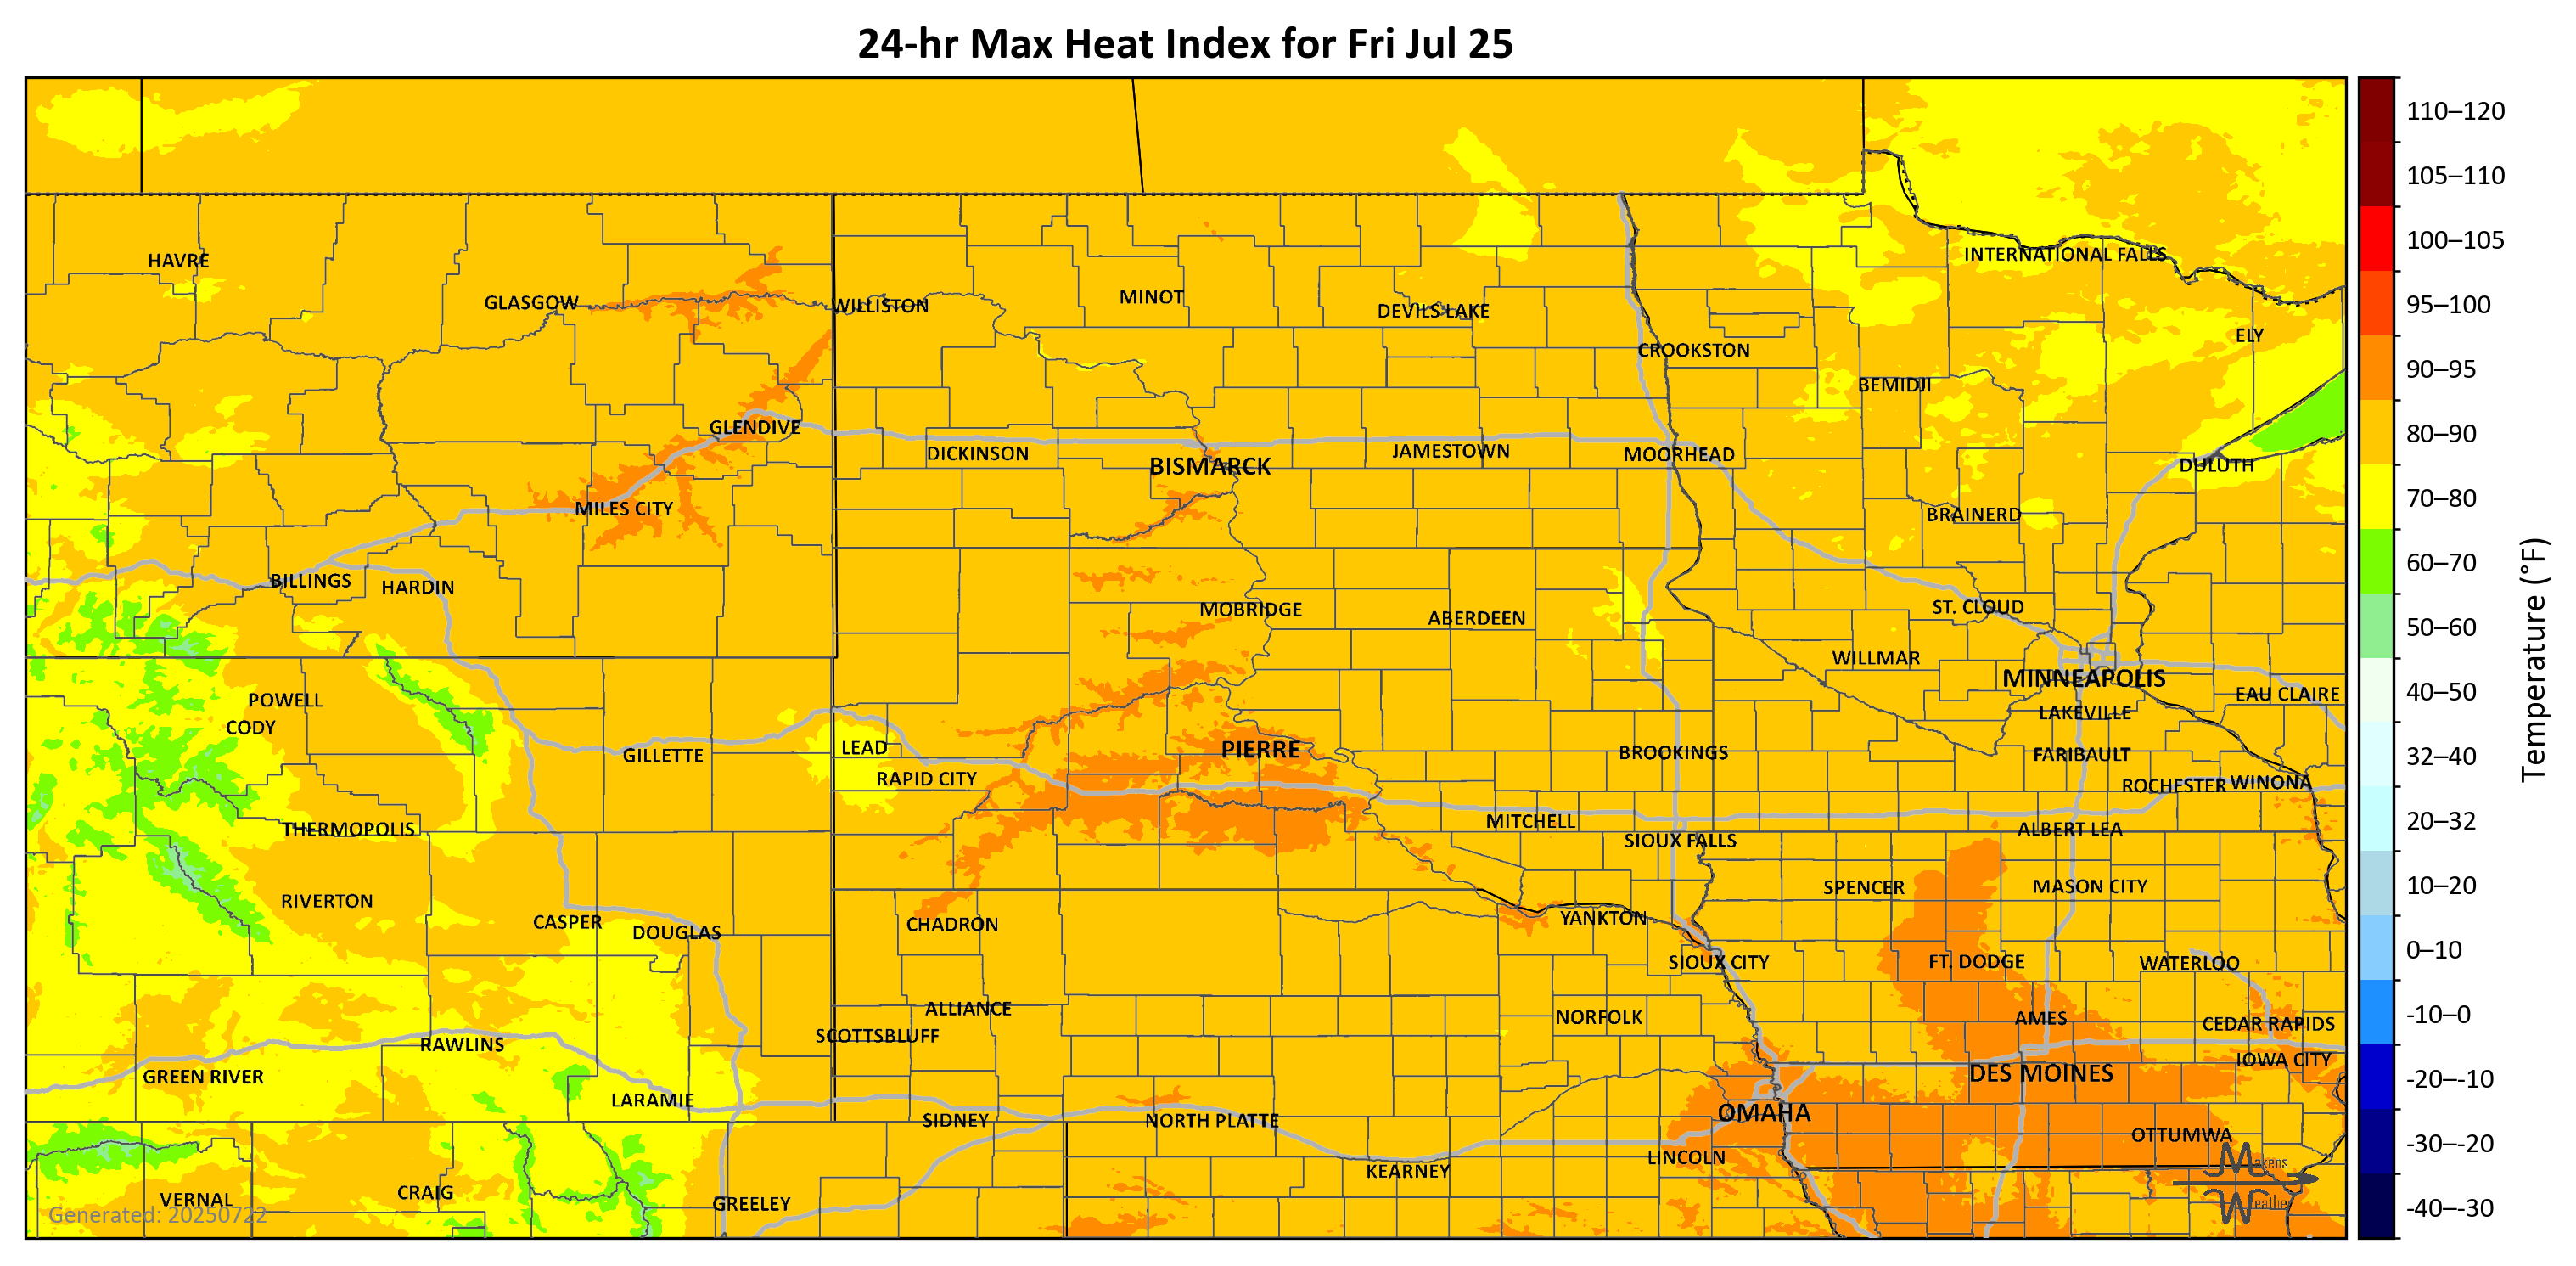 24-hr Max Heat Index for Fri Jul 25
110–120
105–110
100–105
95–100
90–95
80–90
70–80
60–70
50–60
40–50
32–40
20–32
10–20
0–10
-10–0
-20–-10
-30–-20
-40–-30
Temperature (°F)
HAVRE
INTERNATIONAL FALLS
GLASGOW
WILLISTON
MINOT
DEVILS LAKE
ELY
CROOKSTON
BEMIDJI
GLENDIVE
DICKINSON
BISMARCK
JAMESTOWN
MOORHEAD
DULUTH
MILES CITY
BRAINERD
BILLINGS
HARDIN
MOBRIDGE
ABERDEEN
ST. CLOUD
WILLMAR
MINNEAPOLIS
EAU CLAIRE
POWELL
CODY
LAKEVILLE
GILLETTE
LEAD
RAPID CITY
PIERRE
BROOKINGS
FARIBAULT
ROCHESTER
WINONA
THERMOPOLIS
MITCHELL
SIOUX FALLS
ALBERT LEA
RIVERTON
SPENCER
MASON CITY
CASPER
DOUGLAS
CHADRON
YANKTON
SIOUX CITY
FT. DODGE
WATERLOO
ALLIANCE
NORFOLK
AMES
CEDAR RAPIDS
SCOTTSBLUFF
RAWLINS
IOWA CITY
GREEN RIVER
DES MOINES
LARAMIE
SIDNEY
NORTH PLATTE
OMAHA
OTTUMWA
LINCOLN
KEARNEY
VERNAL
CRAIG
GREELEY
Makens
Weather
Generated: 20250722